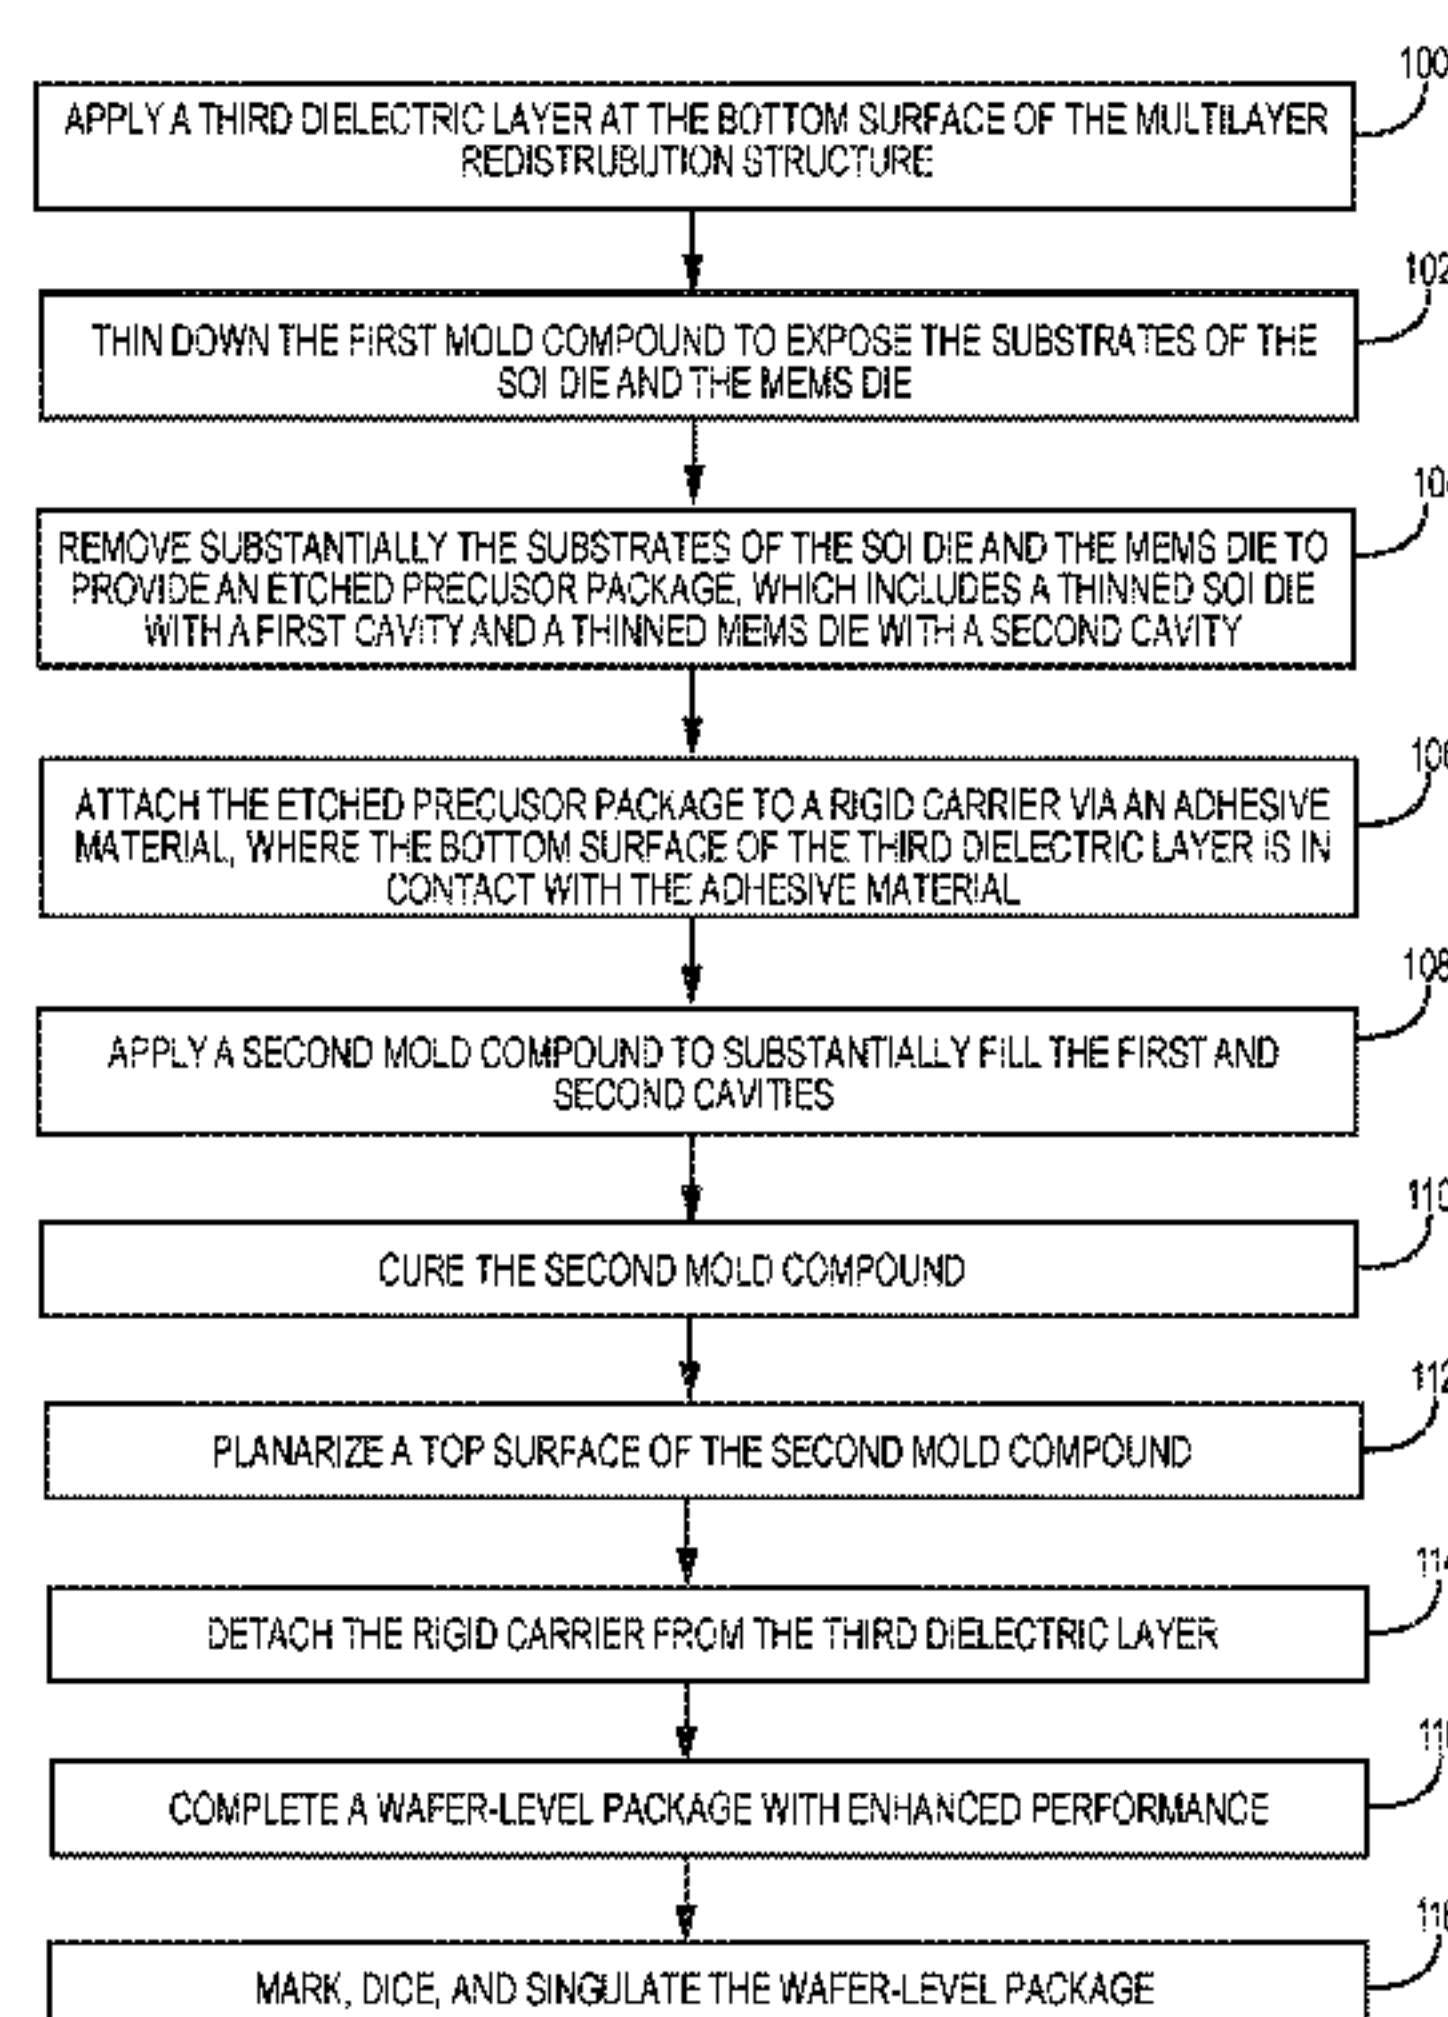 100
APPLY A THIRD DIELECTRIC LAYER AT THE BOTTOM SURFACE OF THE MULTILAYER
REDISTRUBUTION STRUCTURE
102
THIN DOWN THE FIRST MOLD COMPOUND TO EXPOSE THE SUBSTRATES OF THE
SOI DIE AND THE MEMS DIE
REMOVE SUBSTANTIALLY THE SUBSTRATES OF THE SOI DIE AND THE MEMS DIE TO
PROVIDE AN ETCHED PRECUSOR PACKAGE, WHICH INCLUDES A THINNED SOI DIE
WITH A FIRST CAVITY AND A THINNED MEMS DIE WITH A SECOND CAVITY
106
ATTACH THE ETCHED PRECUSOR PACKAGE TO A RIGID CARRIER VIA AN ADHESIVE
MATERIAL, WHERE THE BOTTOM SURFACE OF THE THIRD DIELECTRIC LAYER IS IN
CONTACT WITH THE ADHESIVE MATERIAL
108
APPLY A SECOND MOLD COMPOUND TO SUBSTANTIALLY FILL THE FIRST AND
SECOND CAVITIES
110
CURE THE SECOND MOLD COMPOUND
112
PLANARIZE A TOP SURFACE OF THE SECOND MOLD COMPOUND
114
DETACH THE RIGID CARRIER FROM THE THIRD DIELECTRIC LAYER
COMPLETE A WAFER-LEVEL PACKAGE WITH ENHANCED PERFORMANCE
MARK, DICE, AND SINGULATE THE WAFER-LEVEL PACKAGE